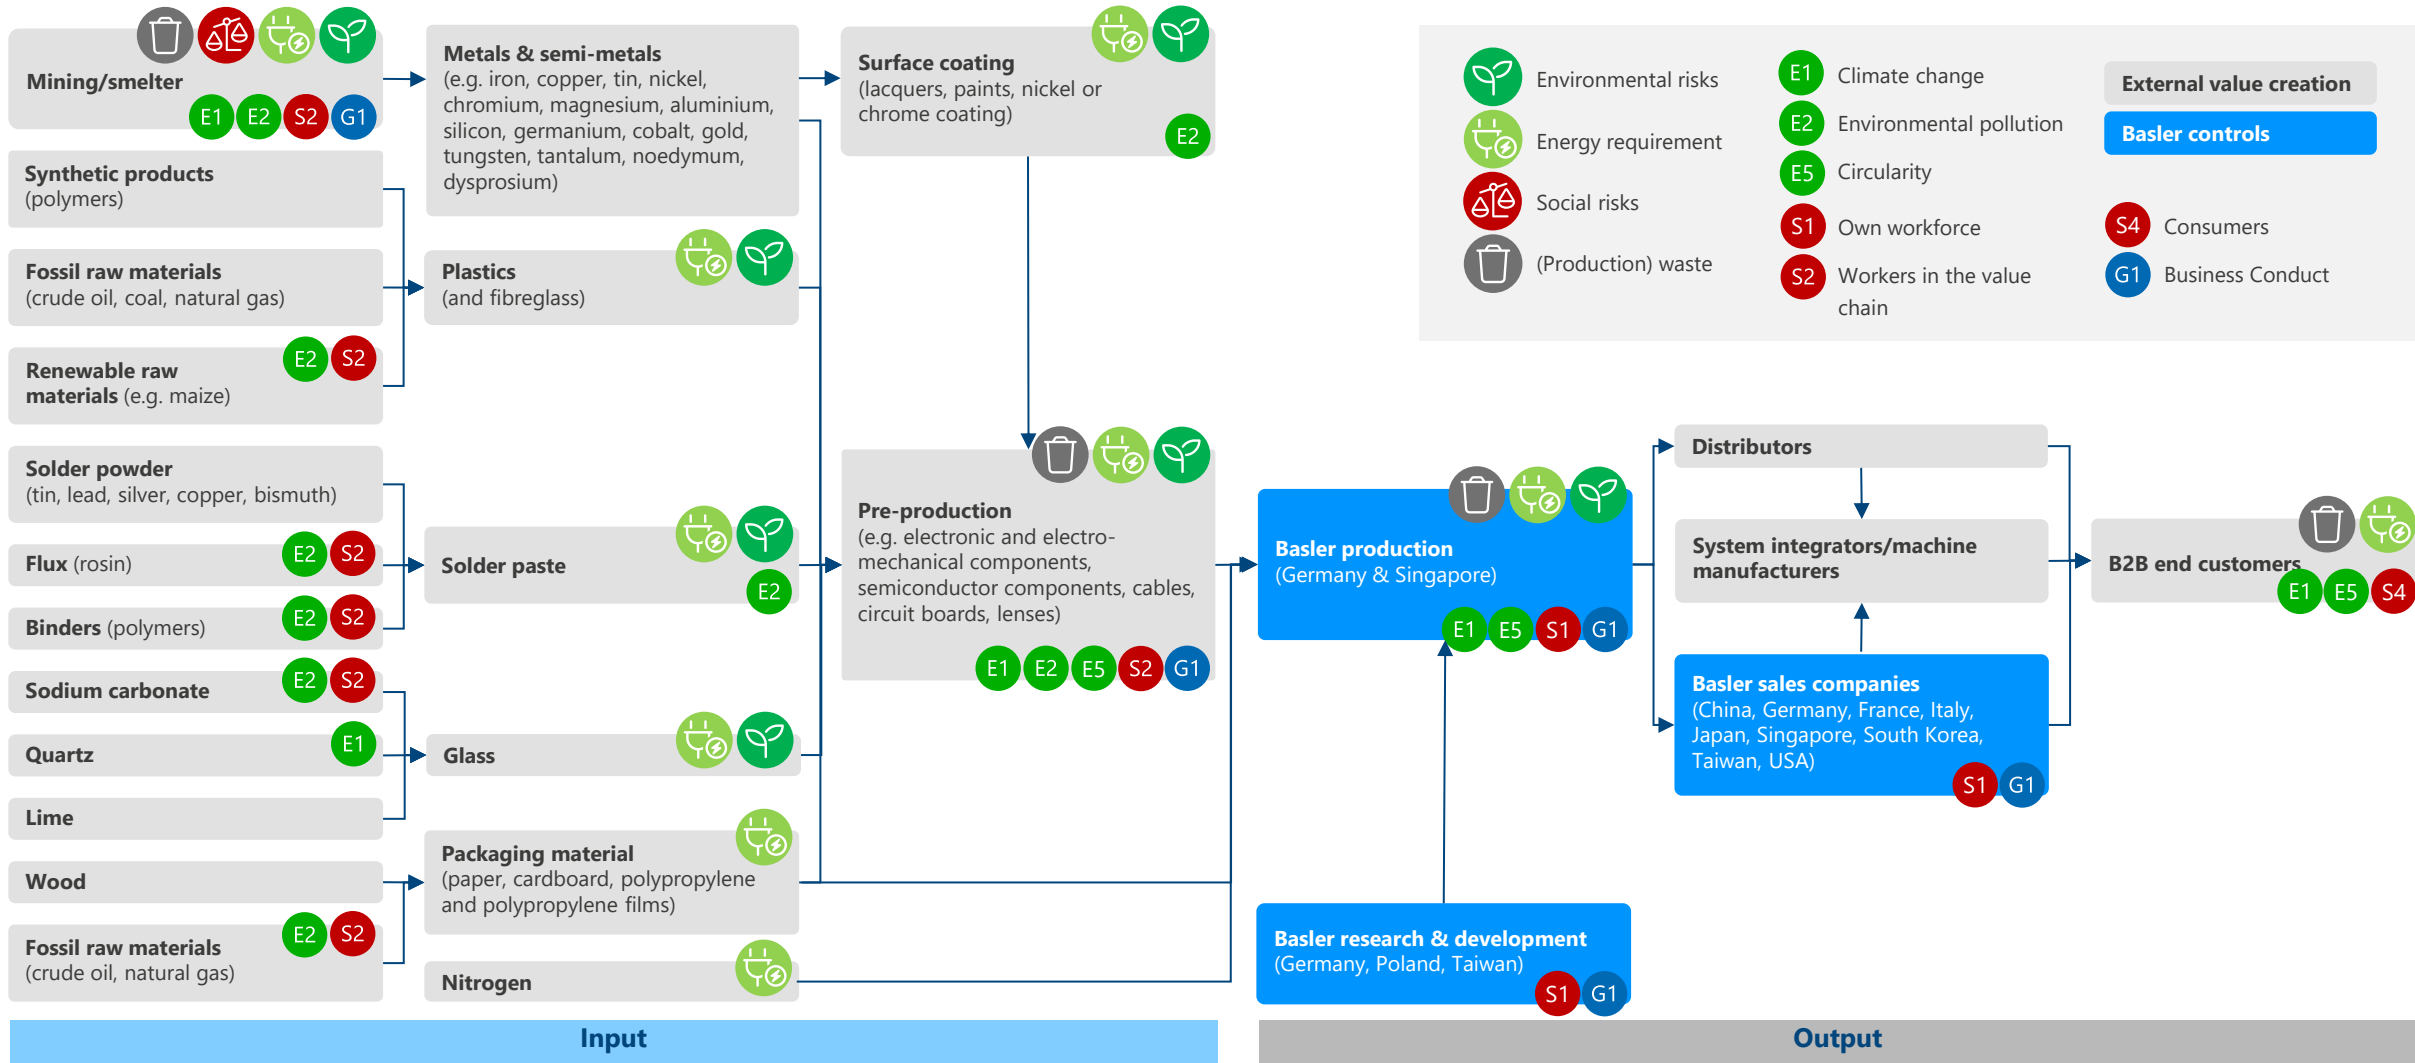 Mining/smelter
E1 E2 S2 G1
Synthetic products
(polymers)
Fossil raw materials
(crude oil, coal, natural gas)
Renewable raw
materials (e.g. maize)
E2 S2
Solder powder
(tin, lead, silver, copper, bismuth)
Flux (rosin)
E2 S2
Binders (polymers)
E2 S2
Sodium carbonate
E2 S2
Quartz
E1
Lime
Wood
Fossil raw materials
(crude oil, natural gas)
E2 S2
Metals & semi-metals
(e.g. iron, copper, tin, nickel,
chromium, magnesium, aluminium,
silicon, germanium, cobalt, gold,
tungsten, tantalum, noedymum,
dysprosium)
Plastics
(and fibreglass)
Solder paste
E2
Glass
Packaging material
(paper, cardboard, polypropylene
and polypropylene films)
Nitrogen
Surface coating
(lacquers, paints, nickel or
chrome coating)
E2
Pre-production
(e.g. electronic and electro-
mechanical components,
semiconductor components, cables,
circuit boards, lenses)
E1 E2 E5 S2 G1
Basler production
(Germany & Singapore)
E1 E5 S1 G1
Basler research & development
(Germany, Poland, Taiwan)
S1 G1
Distributors
System integrators/machine
manufacturers
Basler sales companies
(China, Germany, France, Italy,
Japan, Singapore, South Korea,
Taiwan, USA)
S1 G1
B2B end customers
E1 E5 S4
Environmental risks
Energy requirement
Social risks
(Production) waste
E1 Climate change
E2 Environmental pollution
E5 Circularity
S1 Own workforce
S2 Workers in the value
chain
External value creation
Basler controls
S4 Consumers
G1 Business Conduct
Input
Output